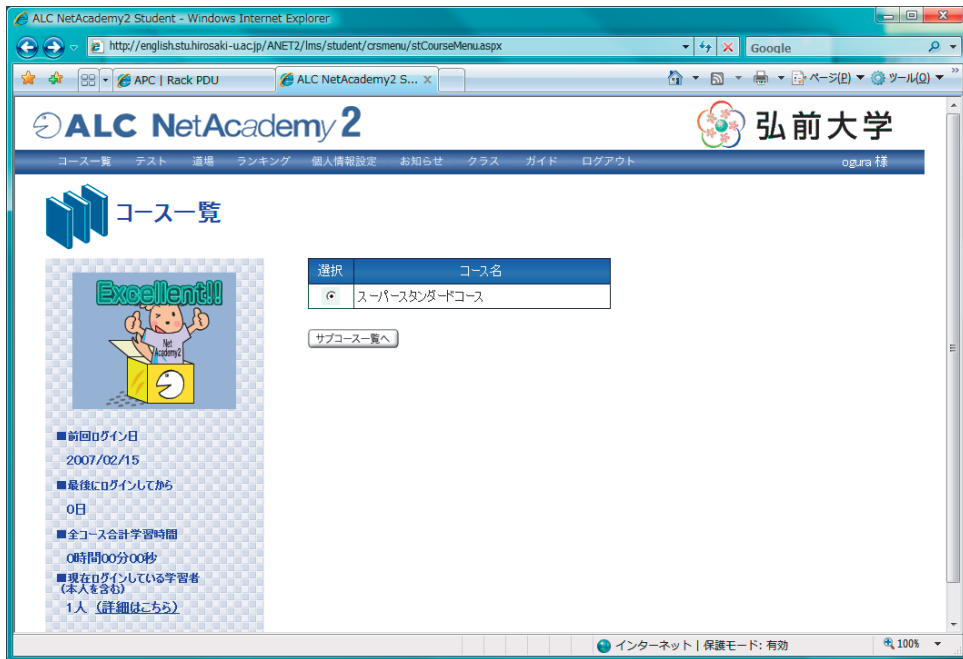 ALC NetAcademy2 Student - Windows Internet Explorer
http://english.stu.hirosaki-u.ac.jp/ANET2/lms/student/crsmenu/stCourseMenu.aspx
Google
APC | Rack PDU
ALC NetAcademy2 S...
ページ(P)
ツール(O)
ALC NetAcademy 2
弘前大学
コース一覧 テスト 道場 ランキング 個人情報設定 お知らせ クラス ガイド ログアウト
ogura 様
コース一覧
選択 コース名
スーパースタンダードコース
サブコース一覧へ
Excellent!!
Net
Academy2
■前回ログイン日
2007/02/15
■最後にログインしてから
0日
■全コース合計学習時間
0時間00分00秒
■現在ログインしている学習者
(本人を含む)
1人 (詳細はこちら)
インターネット | 保護モード: 有効
100%